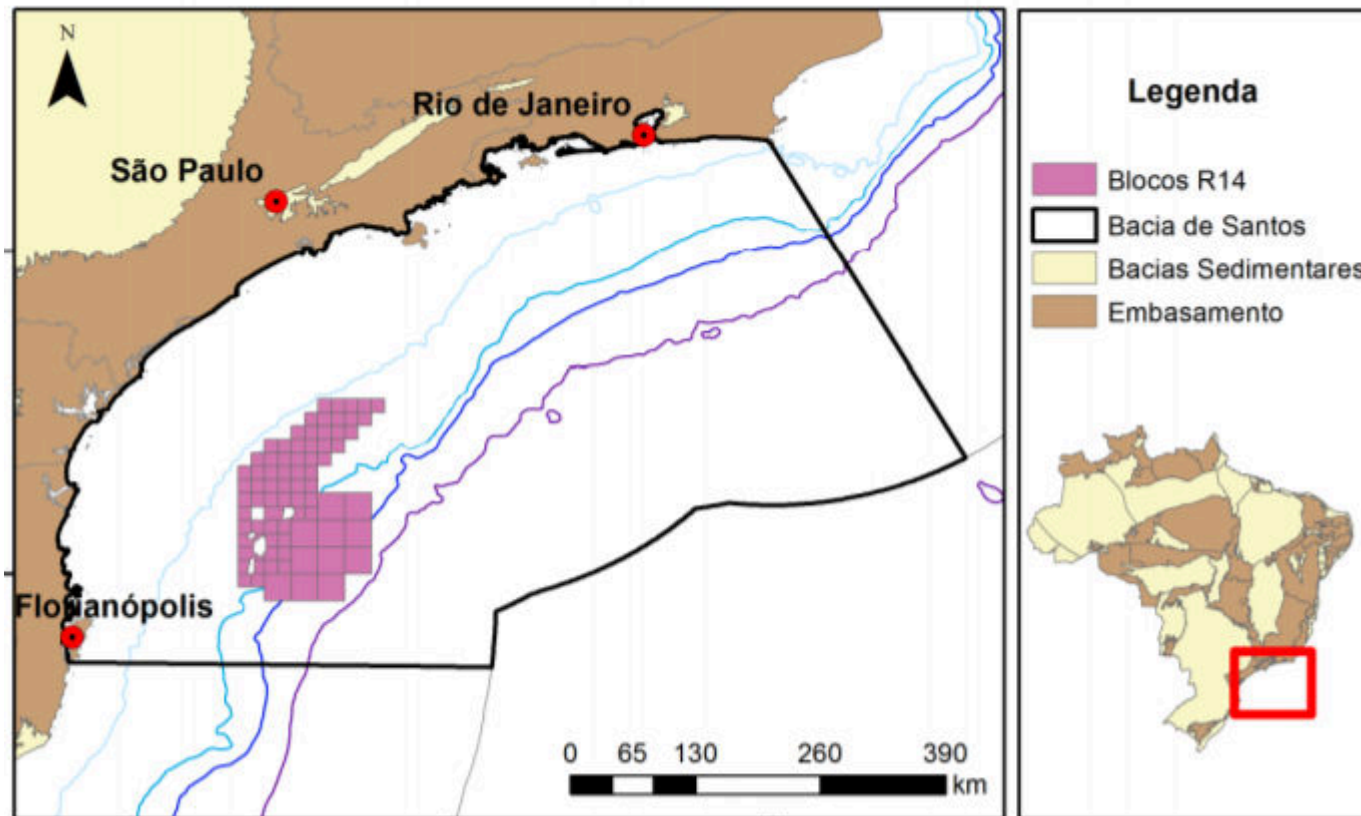 N
Rio de Janeiro
São Paulo
Florianópolis
0 65 130 260 390
km
Legenda
Blocos R14
Bacia de Santos
Bacias Sedimentares
Embasamento